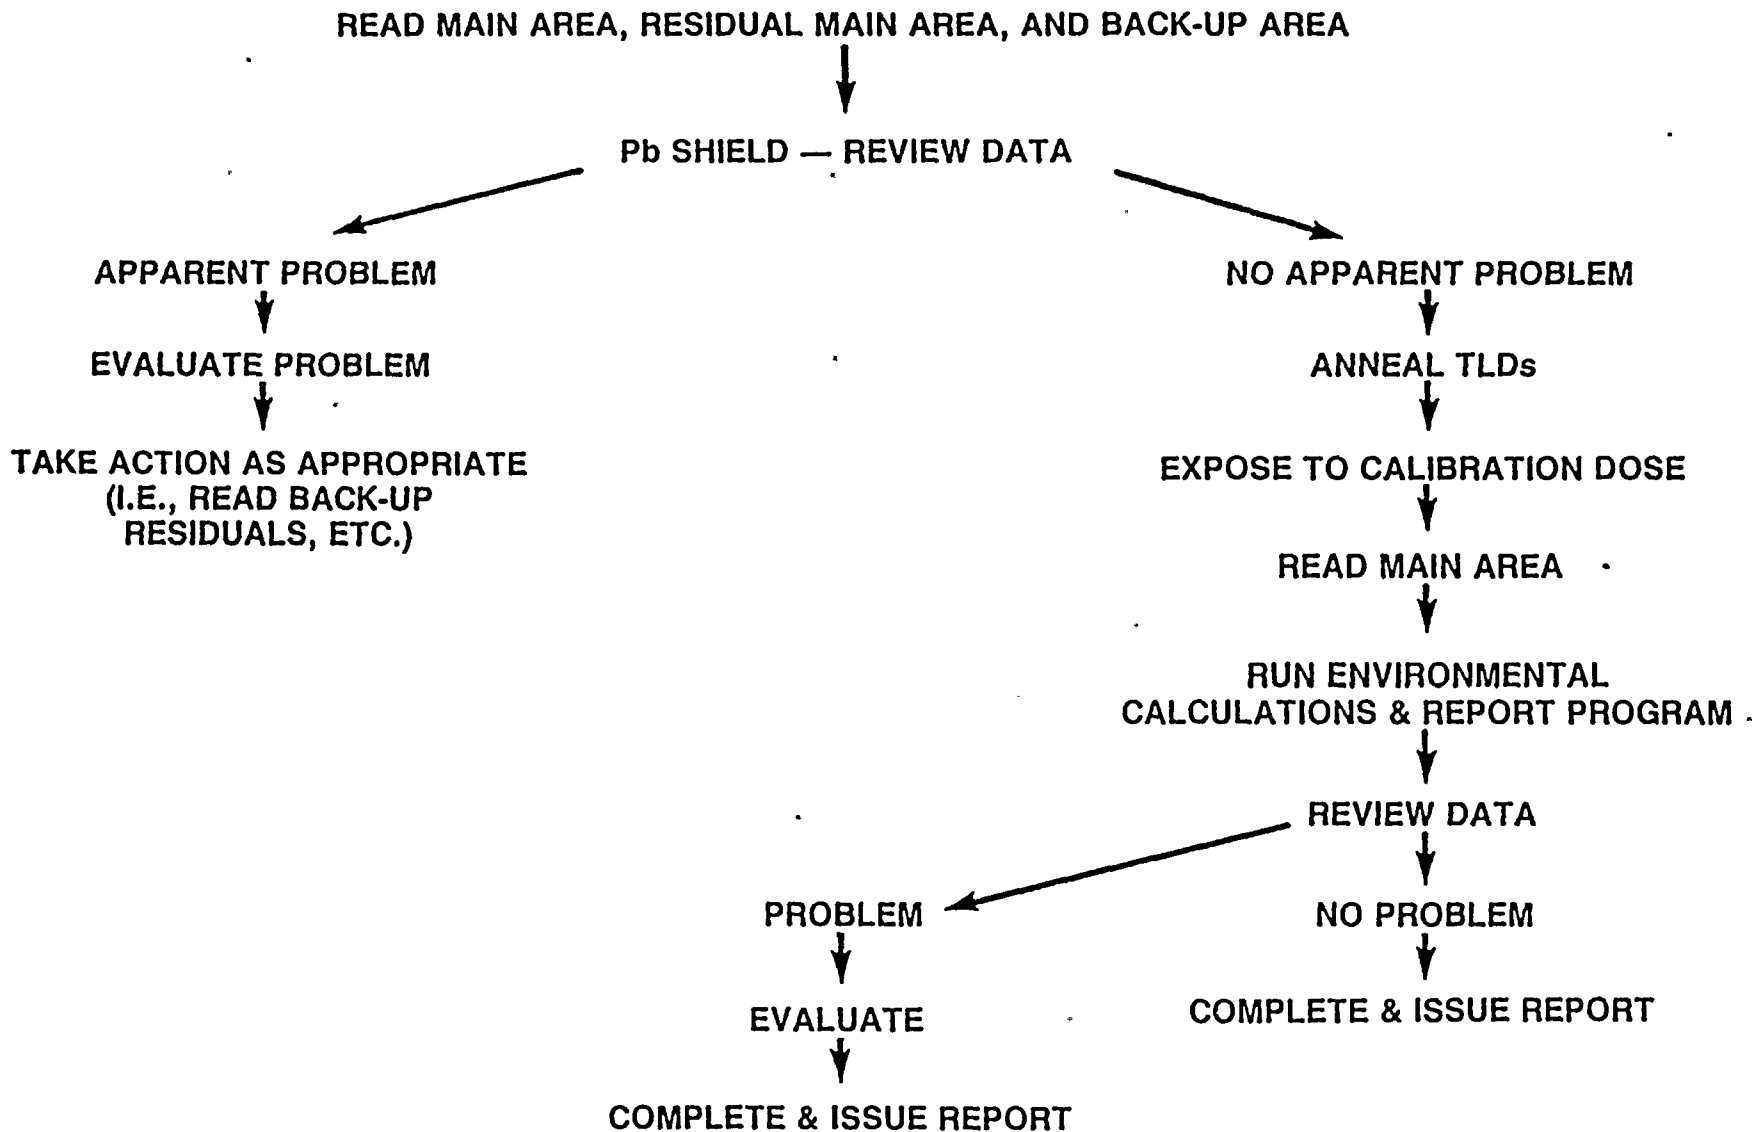 READ MAIN AREA, RESIDUAL MAIN AREA, AND BACK-UP AREA
Pb SHIELD — REVIEW DATA
APPARENT PROBLEM
EVALUATE PROBLEM
TAKE ACTION AS APPROPRIATE
(I.E., READ BACK-UP
RESIDUALS, ETC.)
NO APPARENT PROBLEM
ANNEAL TLDs
EXPOSE TO CALIBRATION DOSE
READ MAIN AREA
RUN ENVIRONMENTAL
CALCULATIONS & REPORT PROGRAM
REVIEW DATA
PROBLEM
EVALUATE
COMPLETE & ISSUE REPORT
NO PROBLEM
COMPLETE & ISSUE REPORT